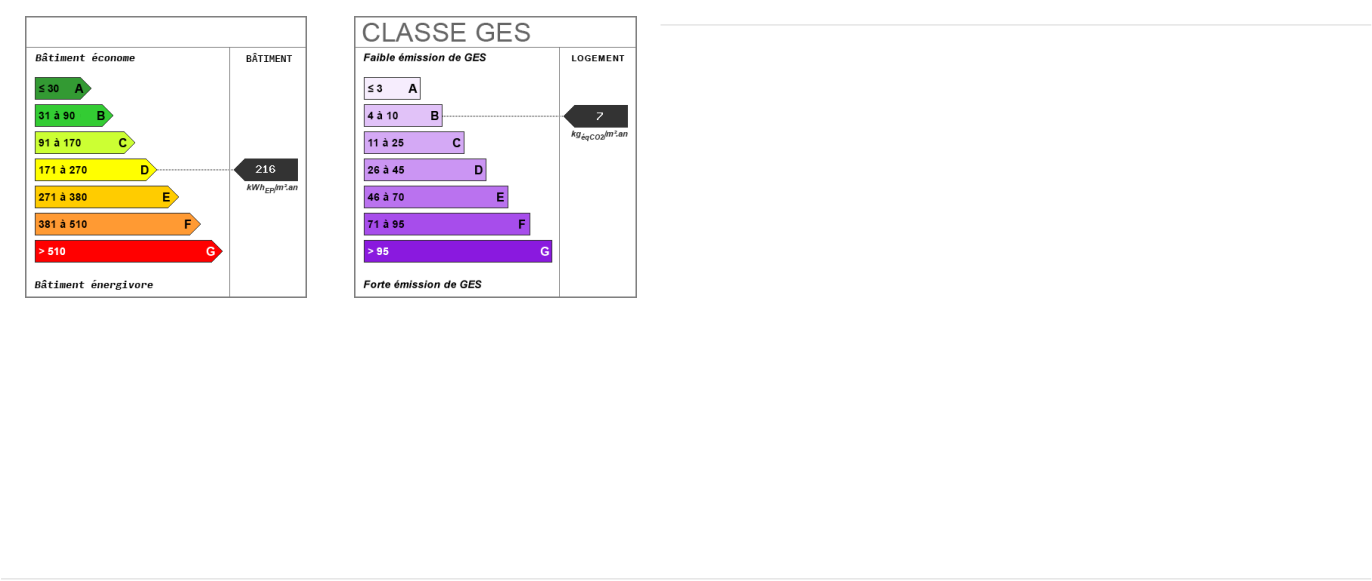 Bâtiment économe
BÂTIMENT
≤ 30 A
31 à 90 B
91 à 170 C
171 à 270 D
216
kWhEP/m².an
271 à 380 E
381 à 510 F
> 510 G
Bâtiment énergivore
CLASSE GES
Faible émission de GES
LOGEMENT
≤ 3 A
4 à 10 B
7
kgéqCO2/m².an
11 à 25 C
26 à 45 D
46 à 70 E
71 à 95 F
> 95 G
Forte émission de GES